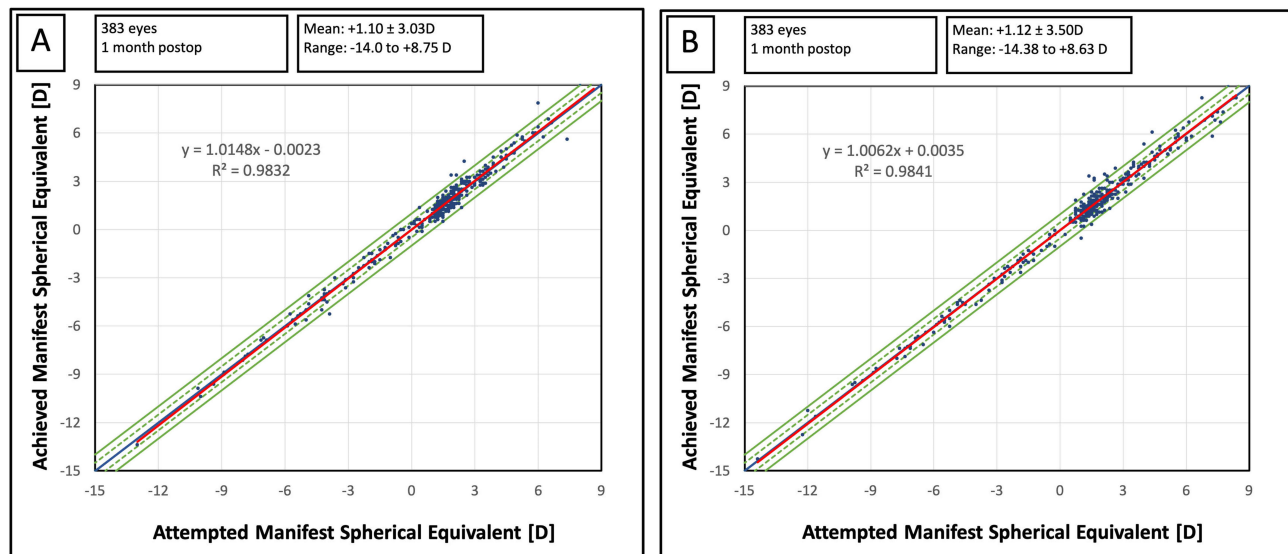 A
383 eyes
1 month postop
Mean: +1.10 ± 3.03D
Range: -14.0 to +8.75 D
Achieved Manifest Spherical Equivalent [D]
9
6
3
0
-3
-6
-9
-12
-15
y = 1.0148x - 0.0023
R² = 0.9832
-15 -12 -9 -6 -3 0 3 6 9
Attempted Manifest Spherical Equivalent [D]
B
383 eyes
1 month postop
Mean: +1.12 ± 3.50D
Range: -14.38 to +8.63 D
Achieved Manifest Spherical Equivalent [D]
9
6
3
0
-3
-6
-9
-12
-15
y = 1.0062x + 0.0035
R² = 0.9841
-15 -12 -9 -6 -3 0 3 6 9
Attempted Manifest Spherical Equivalent [D]